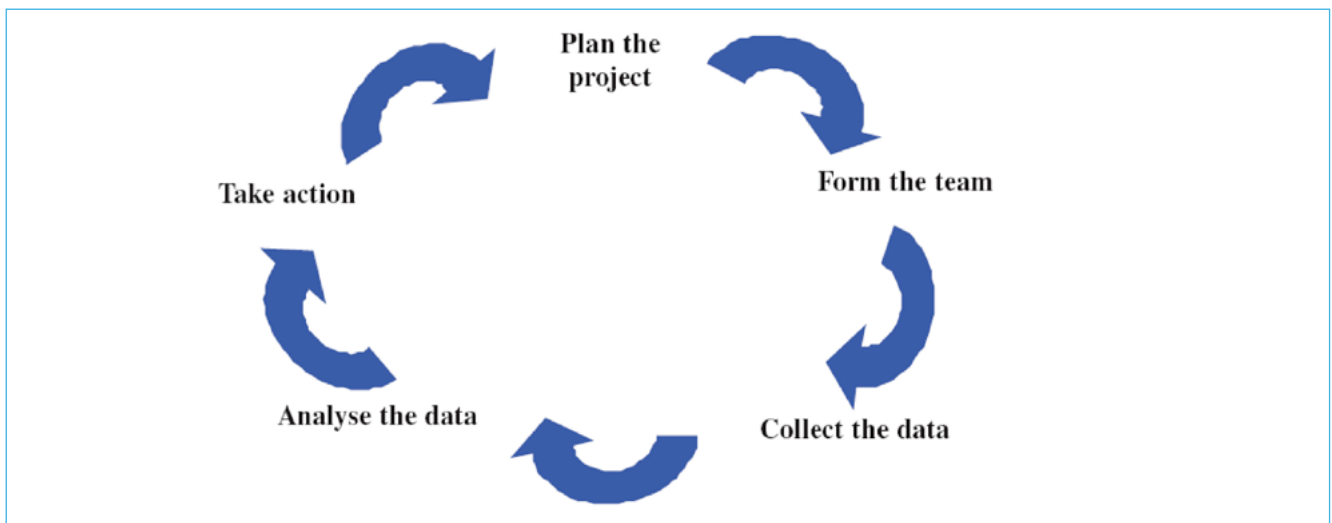 Plan the
project
Form the team
Collect the data
Analyse the data
Take action